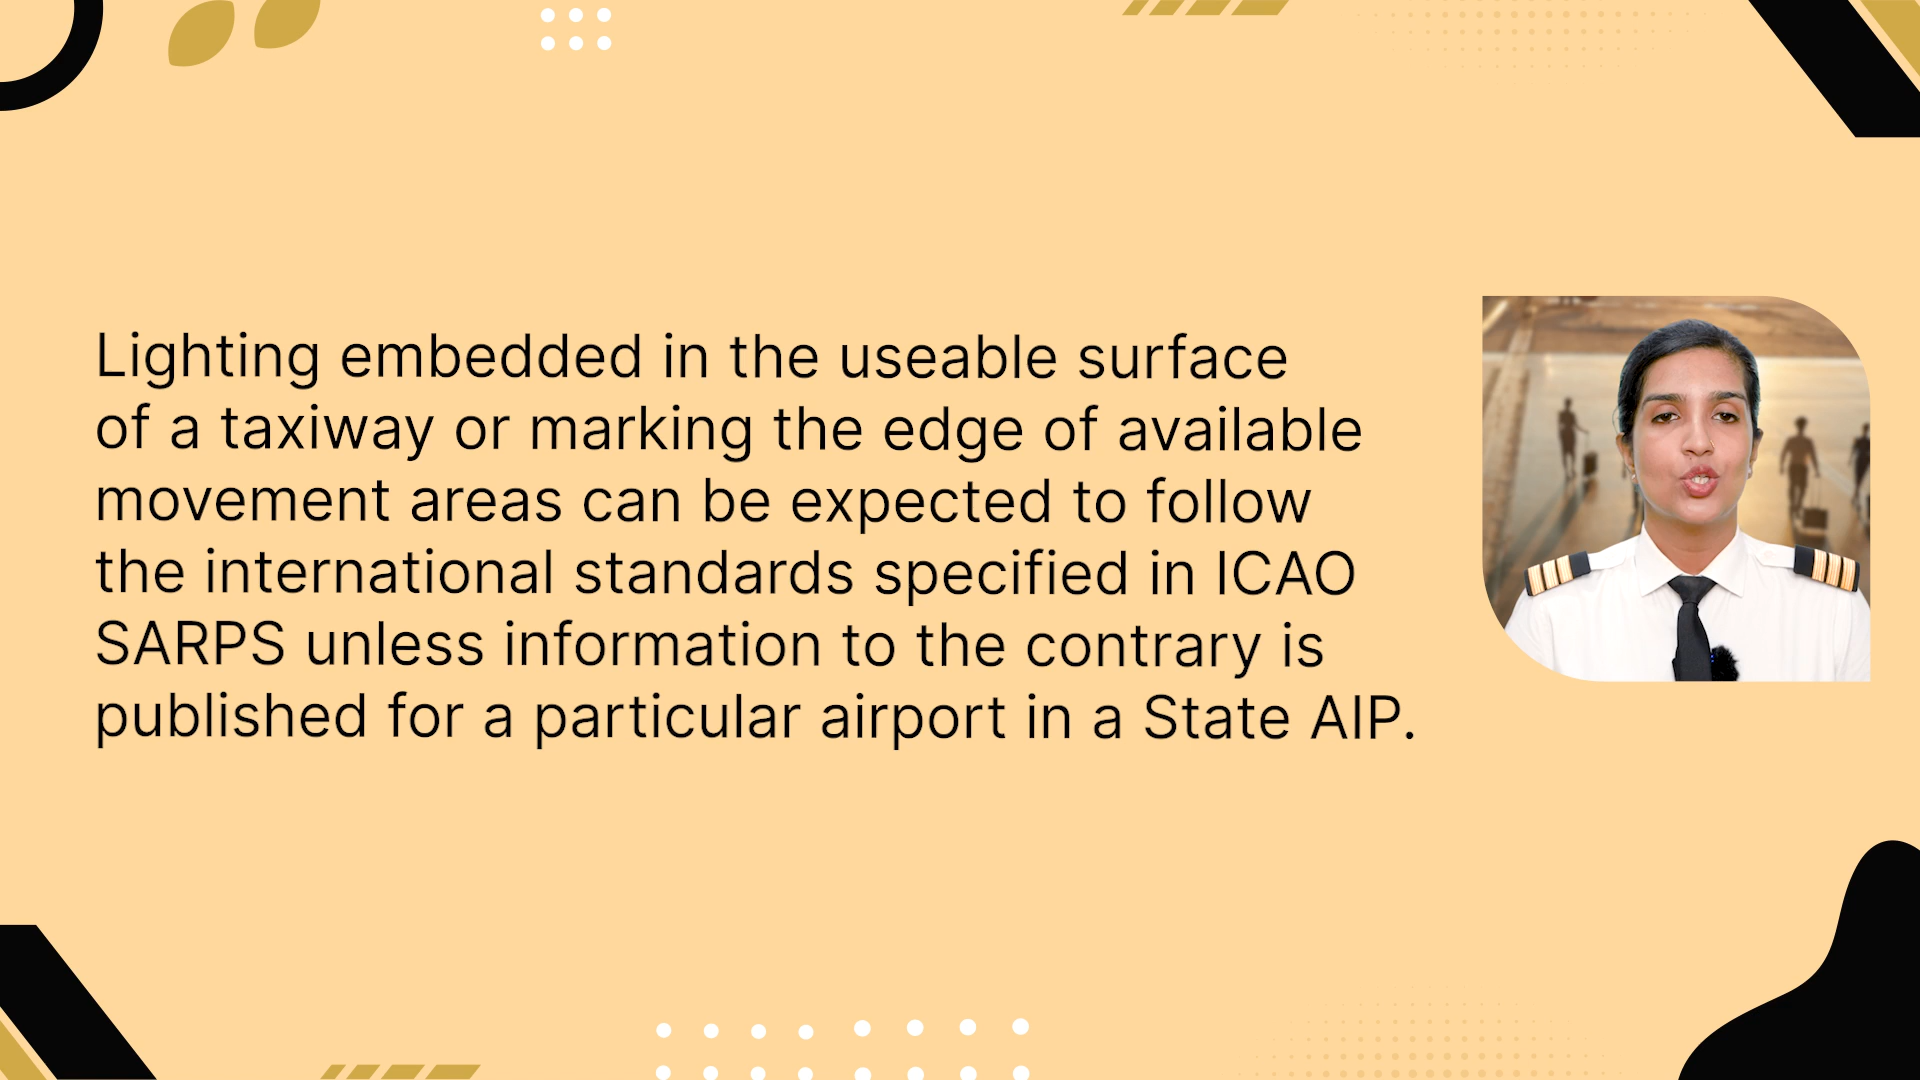 Lighting embedded in the useable surface
of a taxiway or marking the edge of available
movement areas can be expected to follow
the international standards specified in ICAO
SARPS unless information to the contrary is
published for a particular airport in a State AIP.